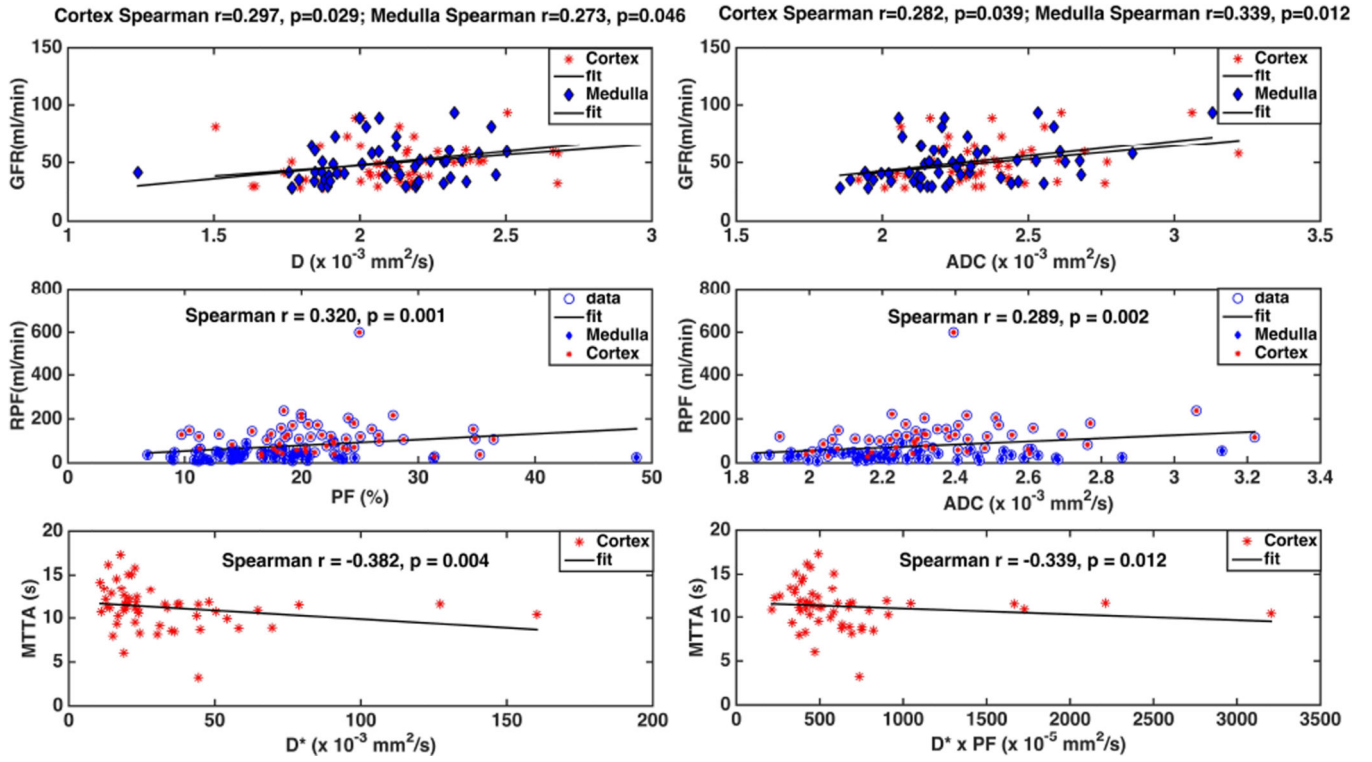 Cortex Spearman r=0.297, p=0.029; Medulla Spearman r=0.273, p=0.046
150
100
50
0
GFR(ml/min)
1
1.5
2
2.5
3
D (x 10⁻³ mm²/s)
Cortex
fit
Medulla
fit
Cortex Spearman r=0.282, p=0.039; Medulla Spearman r=0.339, p=0.012
150
100
50
0
GFR(ml/min)
1.5
2
2.5
3
3.5
ADC (x 10⁻³ mm²/s)
Cortex
fit
Medulla
fit
800
600
400
200
0
RPF(ml/min)
Spearman r = 0.320, p = 0.001
0
10
20
30
40
50
PF (%)
data
fit
Medulla
Cortex
800
600
400
200
0
RPF (ml/min)
Spearman r = 0.289, p = 0.002
1.8
2
2.2
2.4
2.6
2.8
3
3.2
3.4
ADC (x 10⁻³ mm²/s)
data
fit
Medulla
Cortex
20
15
10
5
0
MTTA (s)
Spearman r = -0.382, p = 0.004
0
50
100
150
200
D* (x 10⁻³ mm²/s)
Cortex
fit
20
15
10
5
0
MTTA (s)
Spearman r = -0.339, p = 0.012
0
500
1000
1500
2000
2500
3000
3500
D* x PF (x 10⁻⁵ mm²/s)
Cortex
fit